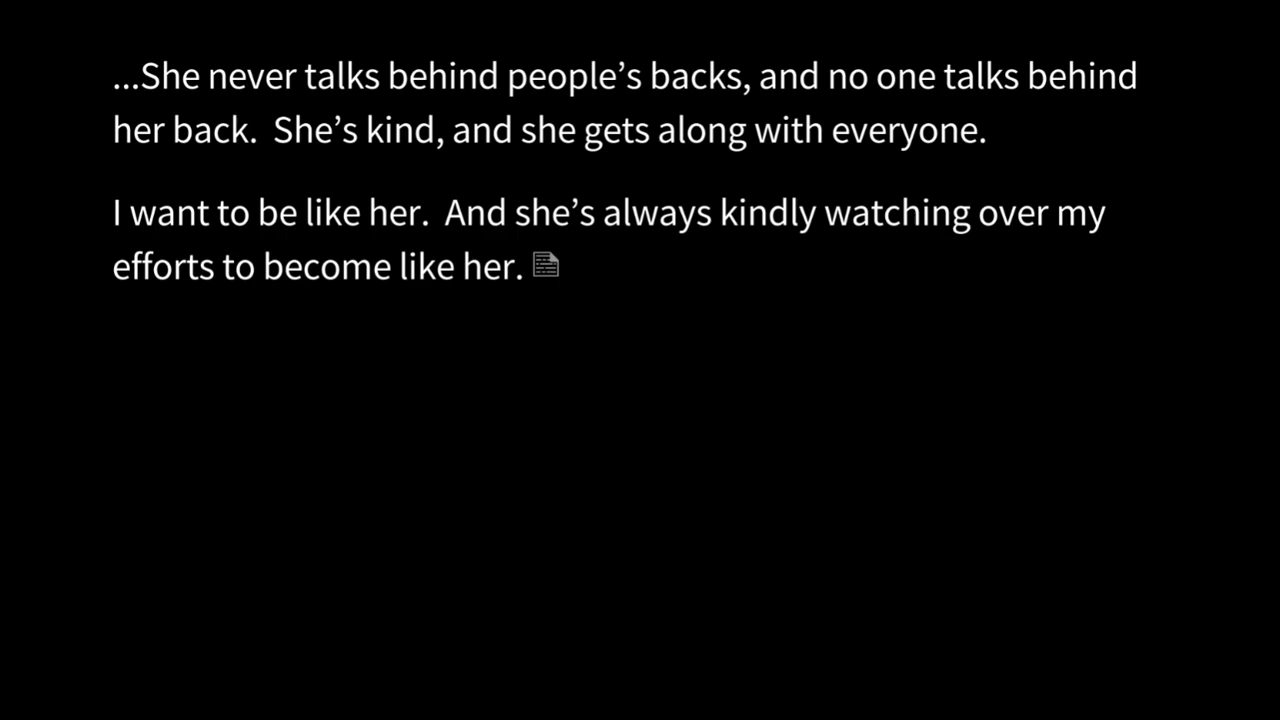 ...She never talks behind people’s backs, and no one talks behind
her back.  She’s kind, and she gets along with everyone.
I want to be like her.  And she’s always kindly watching over my
efforts to become like her.